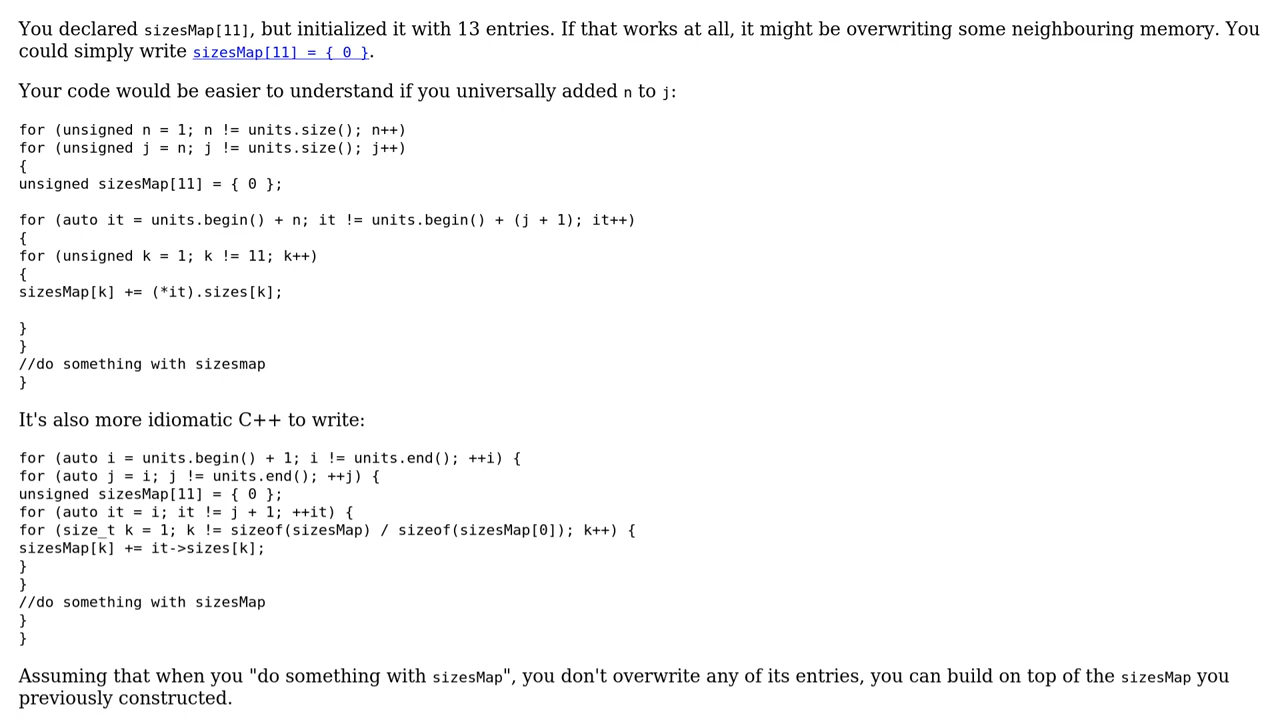 You declared sizesMap[11], but initialized it with 13 entries. If that works at all, it might be overwriting some neighbouring memory. You
could simply write sizesMap[11] = { 0 }.
Your code would be easier to understand if you universally added n to j:
for (unsigned n = 1; n != units.size(); n++)
for (unsigned j = n; j != units.size(); j++)
{
unsigned sizesMap[11] = { 0 };
for (auto it = units.begin() + n; it != units.begin() + (j + 1); it++)
{
for (unsigned k = 1; k != 11; k++)
{
sizesMap[k] += (*it).sizes[k];
}
}
//do something with sizesmap
}
It's also more idiomatic C++ to write:
for (auto i = units.begin() + 1; i != units.end(); ++i) {
for (auto j = i; j != units.end(); ++j) {
unsigned sizesMap[11] = { 0 };
for (auto it = i; it != j + 1; ++it) {
for (size_t k = 1; k != sizeof(sizesMap) / sizeof(sizesMap[0]); k++) {
sizesMap[k] += it->sizes[k];
}
}
//do something with sizesMap
}
}
Assuming that when you "do something with sizesMap", you don't overwrite any of its entries, you can build on top of the sizesMap you
previously constructed.